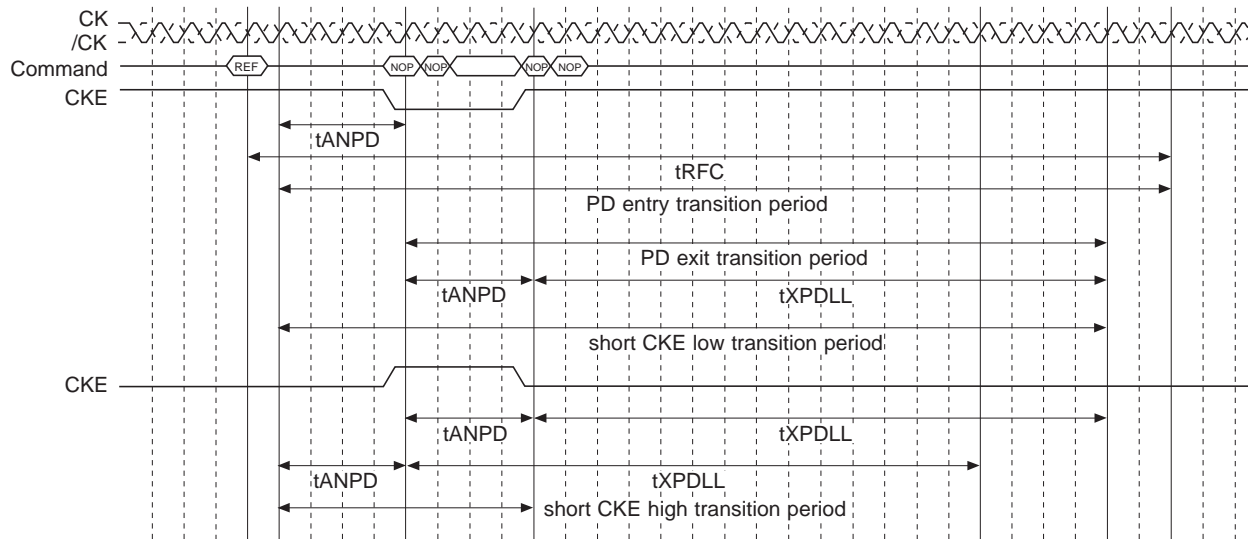 CK
/CK
Command REF NOP NOP NOP NOP
CKE
tANPD
tRFC
PD entry transition period
PD exit transition period
tANPD tXPDLL
short CKE low transition period
CKE
tANPD tXPDLL
tANPD tXPDLL
short CKE high transition period